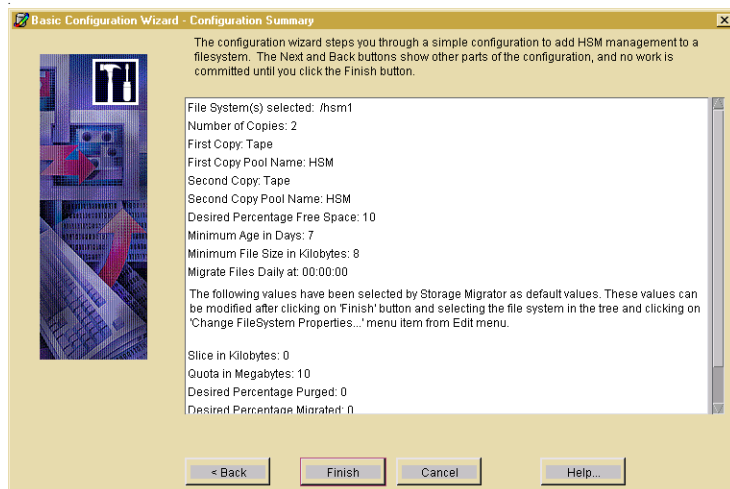 Basic Configuration Wizard - Configuration Summary
The configuration wizard steps you through a simple configuration to add HSM management to a
filesystem. The Next and Back buttons show other parts of the configuration, and no work is
committed until you click the Finish button.
File System(s) selected: /hsm1
Number of Copies: 2
First Copy: Tape
First Copy Pool Name: HSM
Second Copy: Tape
Second Copy Pool Name: HSM
Desired Percentage Free Space: 10
Minimum Age in Days: 7
Minimum File Size in Kilobytes: 8
Migrate Files Daily at: 00:00:00
The following values have been selected by Storage Migrator as default values. These values can
be modified after clicking on 'Finish' button and selecting the file system in the tree and clicking on
'Change FileSystem Properties...' menu item from Edit menu.
Slice in Kilobytes: 0
Quota in Megabytes: 10
Desired Percentage Purged: 0
Desired Percentage Migrated: 0
< Back
Finish
Cancel
Help...